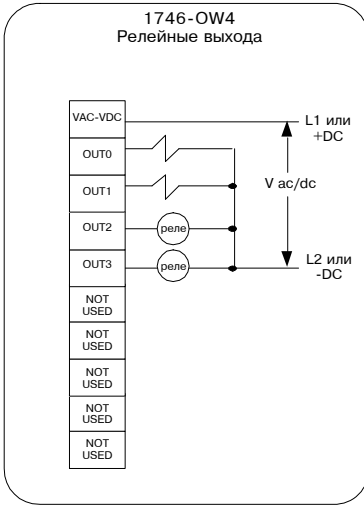 1746-OW4
Релейные выхода
VAC-VDC
L1 или
+DC
OUT0
OUT1
V ac/dc
OUT2
реле
OUT3
реле
L2 или
-DC
NOT
USED
NOT
USED
NOT
USED
NOT
USED
NOT
USED